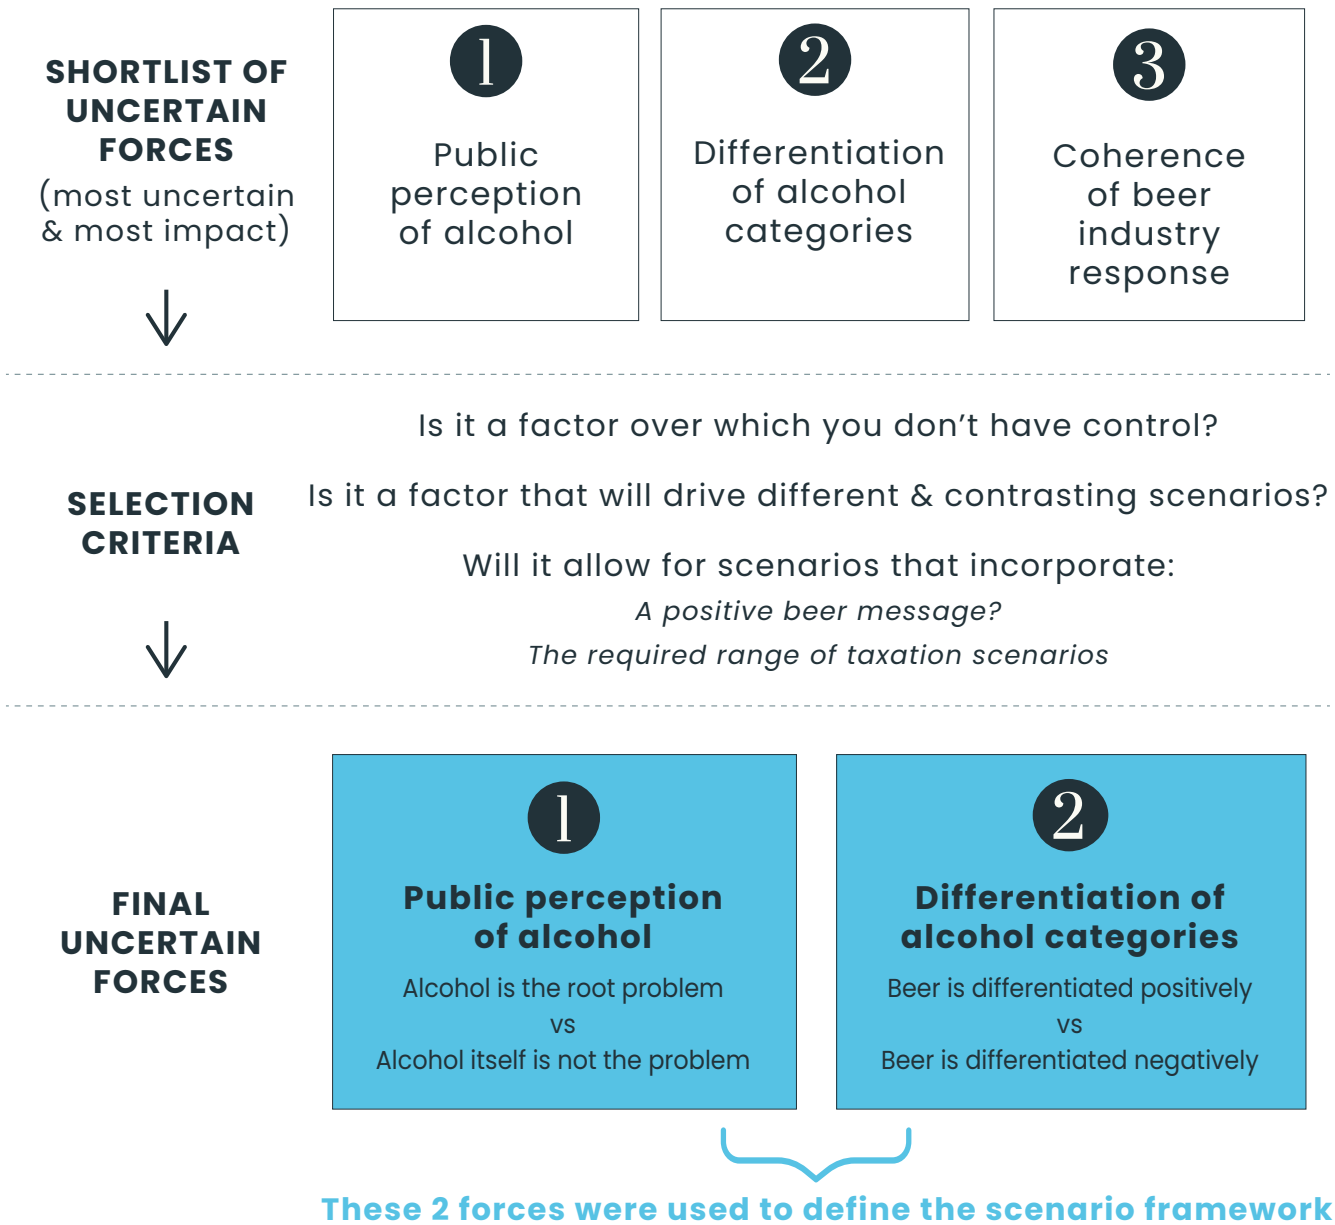 SHORTLIST OF
UNCERTAIN
FORCES
(most uncertain
& most impact)
1
Public
perception
of alcohol
2
Differentiation
of alcohol
categories
3
Coherence
of beer
industry
response
SELECTION
CRITERIA
Is it a factor over which you don't have control?
Is it a factor that will drive different & contrasting scenarios?
Will it allow for scenarios that incorporate:
A positive beer message?
The required range of taxation scenarios
FINAL
UNCERTAIN
FORCES
1
Public perception
of alcohol
Alcohol is the root problem
vs
Alcohol itself is not the problem
2
Differentiation of
alcohol categories
Beer is differentiated positively
vs
Beer is differentiated negatively
These 2 forces were used to define the scenario framework